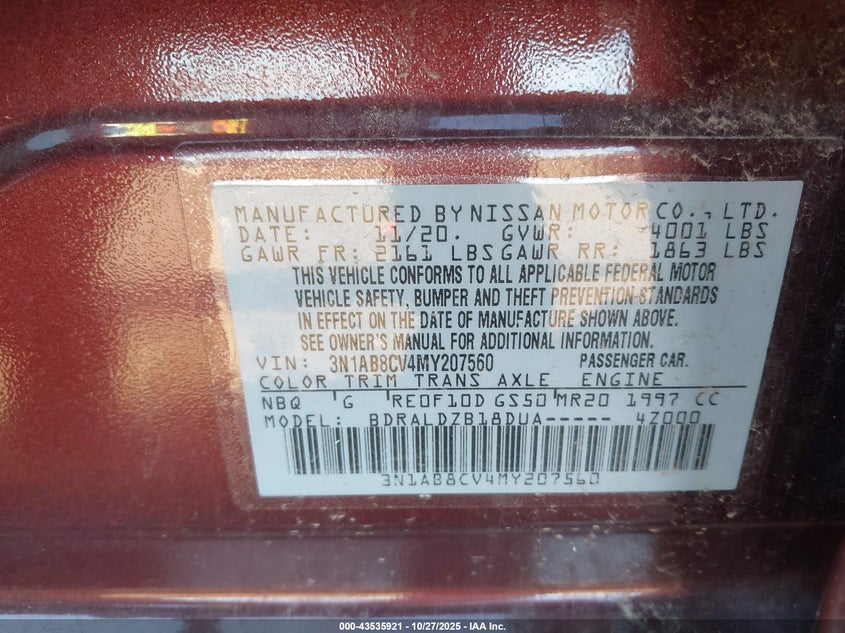 MANUFACTURED BY NISSAN MOTOR CO., LTD.
DATE: 11/20. GVWR: 4001 LBS
GAWR FR: 2161 LBS GAWR RR: 1863 LBS
THIS VEHICLE CONFORMS TO ALL APPLICABLE FEDERAL MOTOR
VEHICLE SAFETY, BUMPER AND THEFT PREVENTION STANDARDS
IN EFFECT ON THE DATE OF MANUFACTURE SHOWN ABOVE.
SEE OWNER'S MANUAL FOR ADDITIONAL INFORMATION.
VIN: 3N1AB8CV4MY207560 PASSENGER CAR.
COLOR TRIM TRANS AXLE ENGINE
NBQ 'G RE0F10D GS50'MR20 1997 CC
MODEL: BDRALDZB18DUA----- 4Z000
3N1AB8CV4MY207560
000-43535921 | 10/27/2025 | IAA Inc.